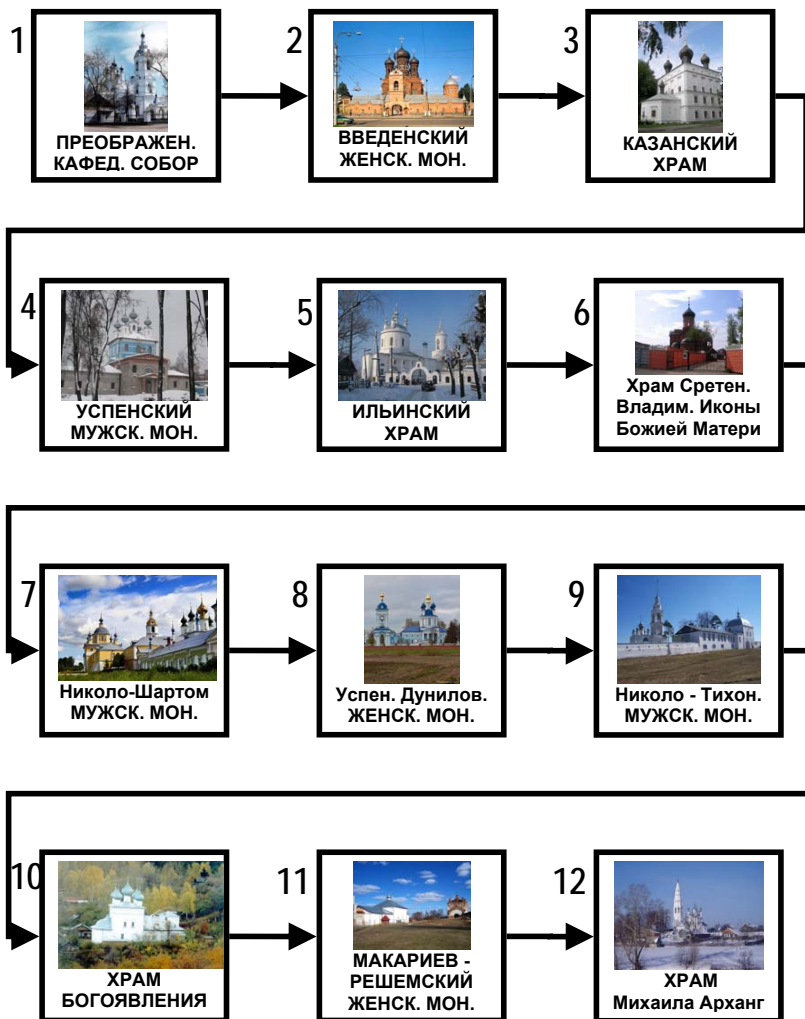 1
ПРЕОБРАЖЕН.
КАФЕД. СОБОР
2
ВВЕДЕНСКИЙ
ЖЕНСК. МОН.
3
КАЗАНСКИЙ
ХРАМ
4
УСПЕНСКИЙ
МУЖСК. МОН.
5
ИЛЬИНСКИЙ
ХРАМ
6
Храм Сретен.
Владим. Иконы
Божией Матери
7
Николо-Шартом
МУЖСК. МОН.
8
Успен. Дунилов.
ЖЕНСК. МОН.
9
Николо - Тихон.
МУЖСК. МОН.
10
ХРАМ
БОГОЯВЛЕНИЯ
11
МАКАРИЕВ -
РЕШЕМСКИЙ
ЖЕНСК. МОН.
12
ХРАМ
Михаила Арханг